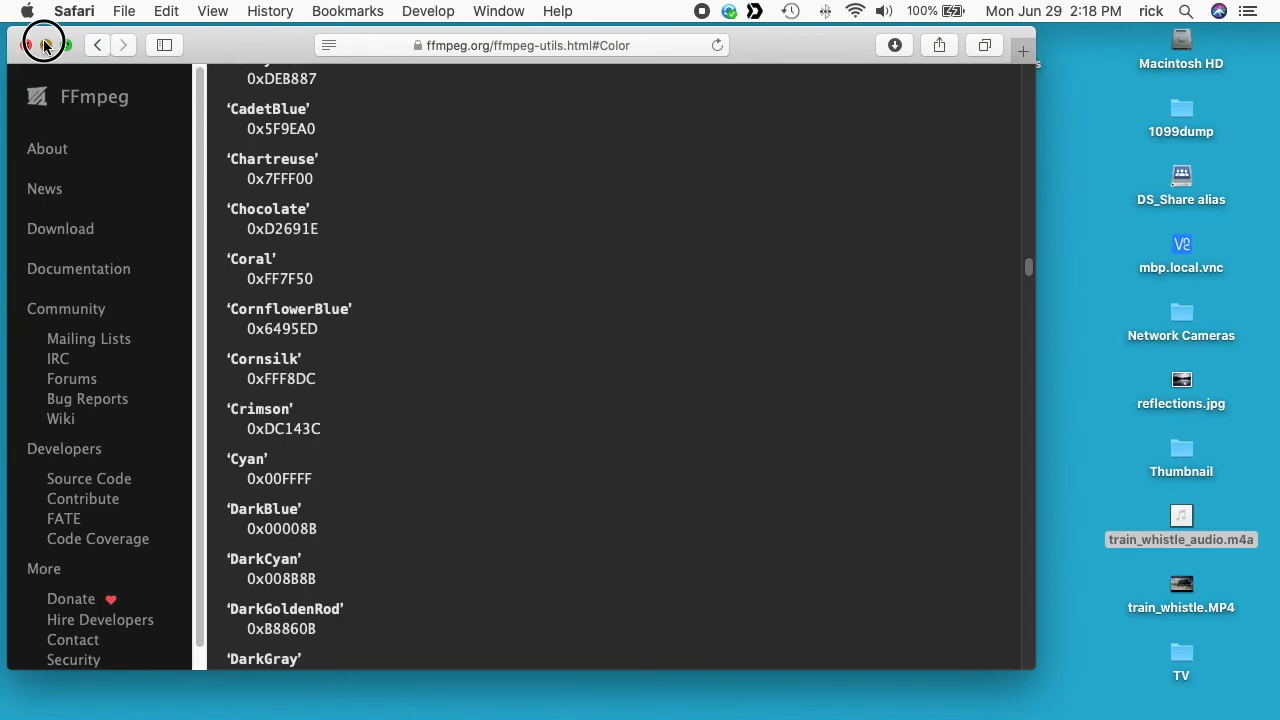 Safari File Edit View History Bookmarks Develop Window Help 100% Mon Jun 29 2:18 PM rick
ffmpeg.org/ffmpeg-utils.html#Color
FFmpeg
About
News
Download
Documentation
Community
Mailing Lists
IRC
Forums
Bug Reports
Wiki
Developers
Source Code
Contribute
FATE
Code Coverage
More
Donate
Hire Developers
Contact
Security
0xDEB887
‘CadetBlue’
0x5F9EA0
‘Chartreuse’
0x7FFF00
‘Chocolate’
0xD2691E
‘Coral’
0xFF7F50
‘CornflowerBlue’
0x6495ED
‘Cornsilk’
0xFFF8DC
‘Crimson’
0xDC143C
‘Cyan’
0x00FFFF
‘DarkBlue’
0x00008B
‘DarkCyan’
0x008B8B
‘DarkGoldenRod’
0xB8860B
‘DarkGray’
Macintosh HD
1099dump
DS_Share alias
V2
mbp.local.vnc
Network Cameras
reflections.jpg
Thumbnail
train_whistle_audio.m4a
train_whistle.MP4
TV